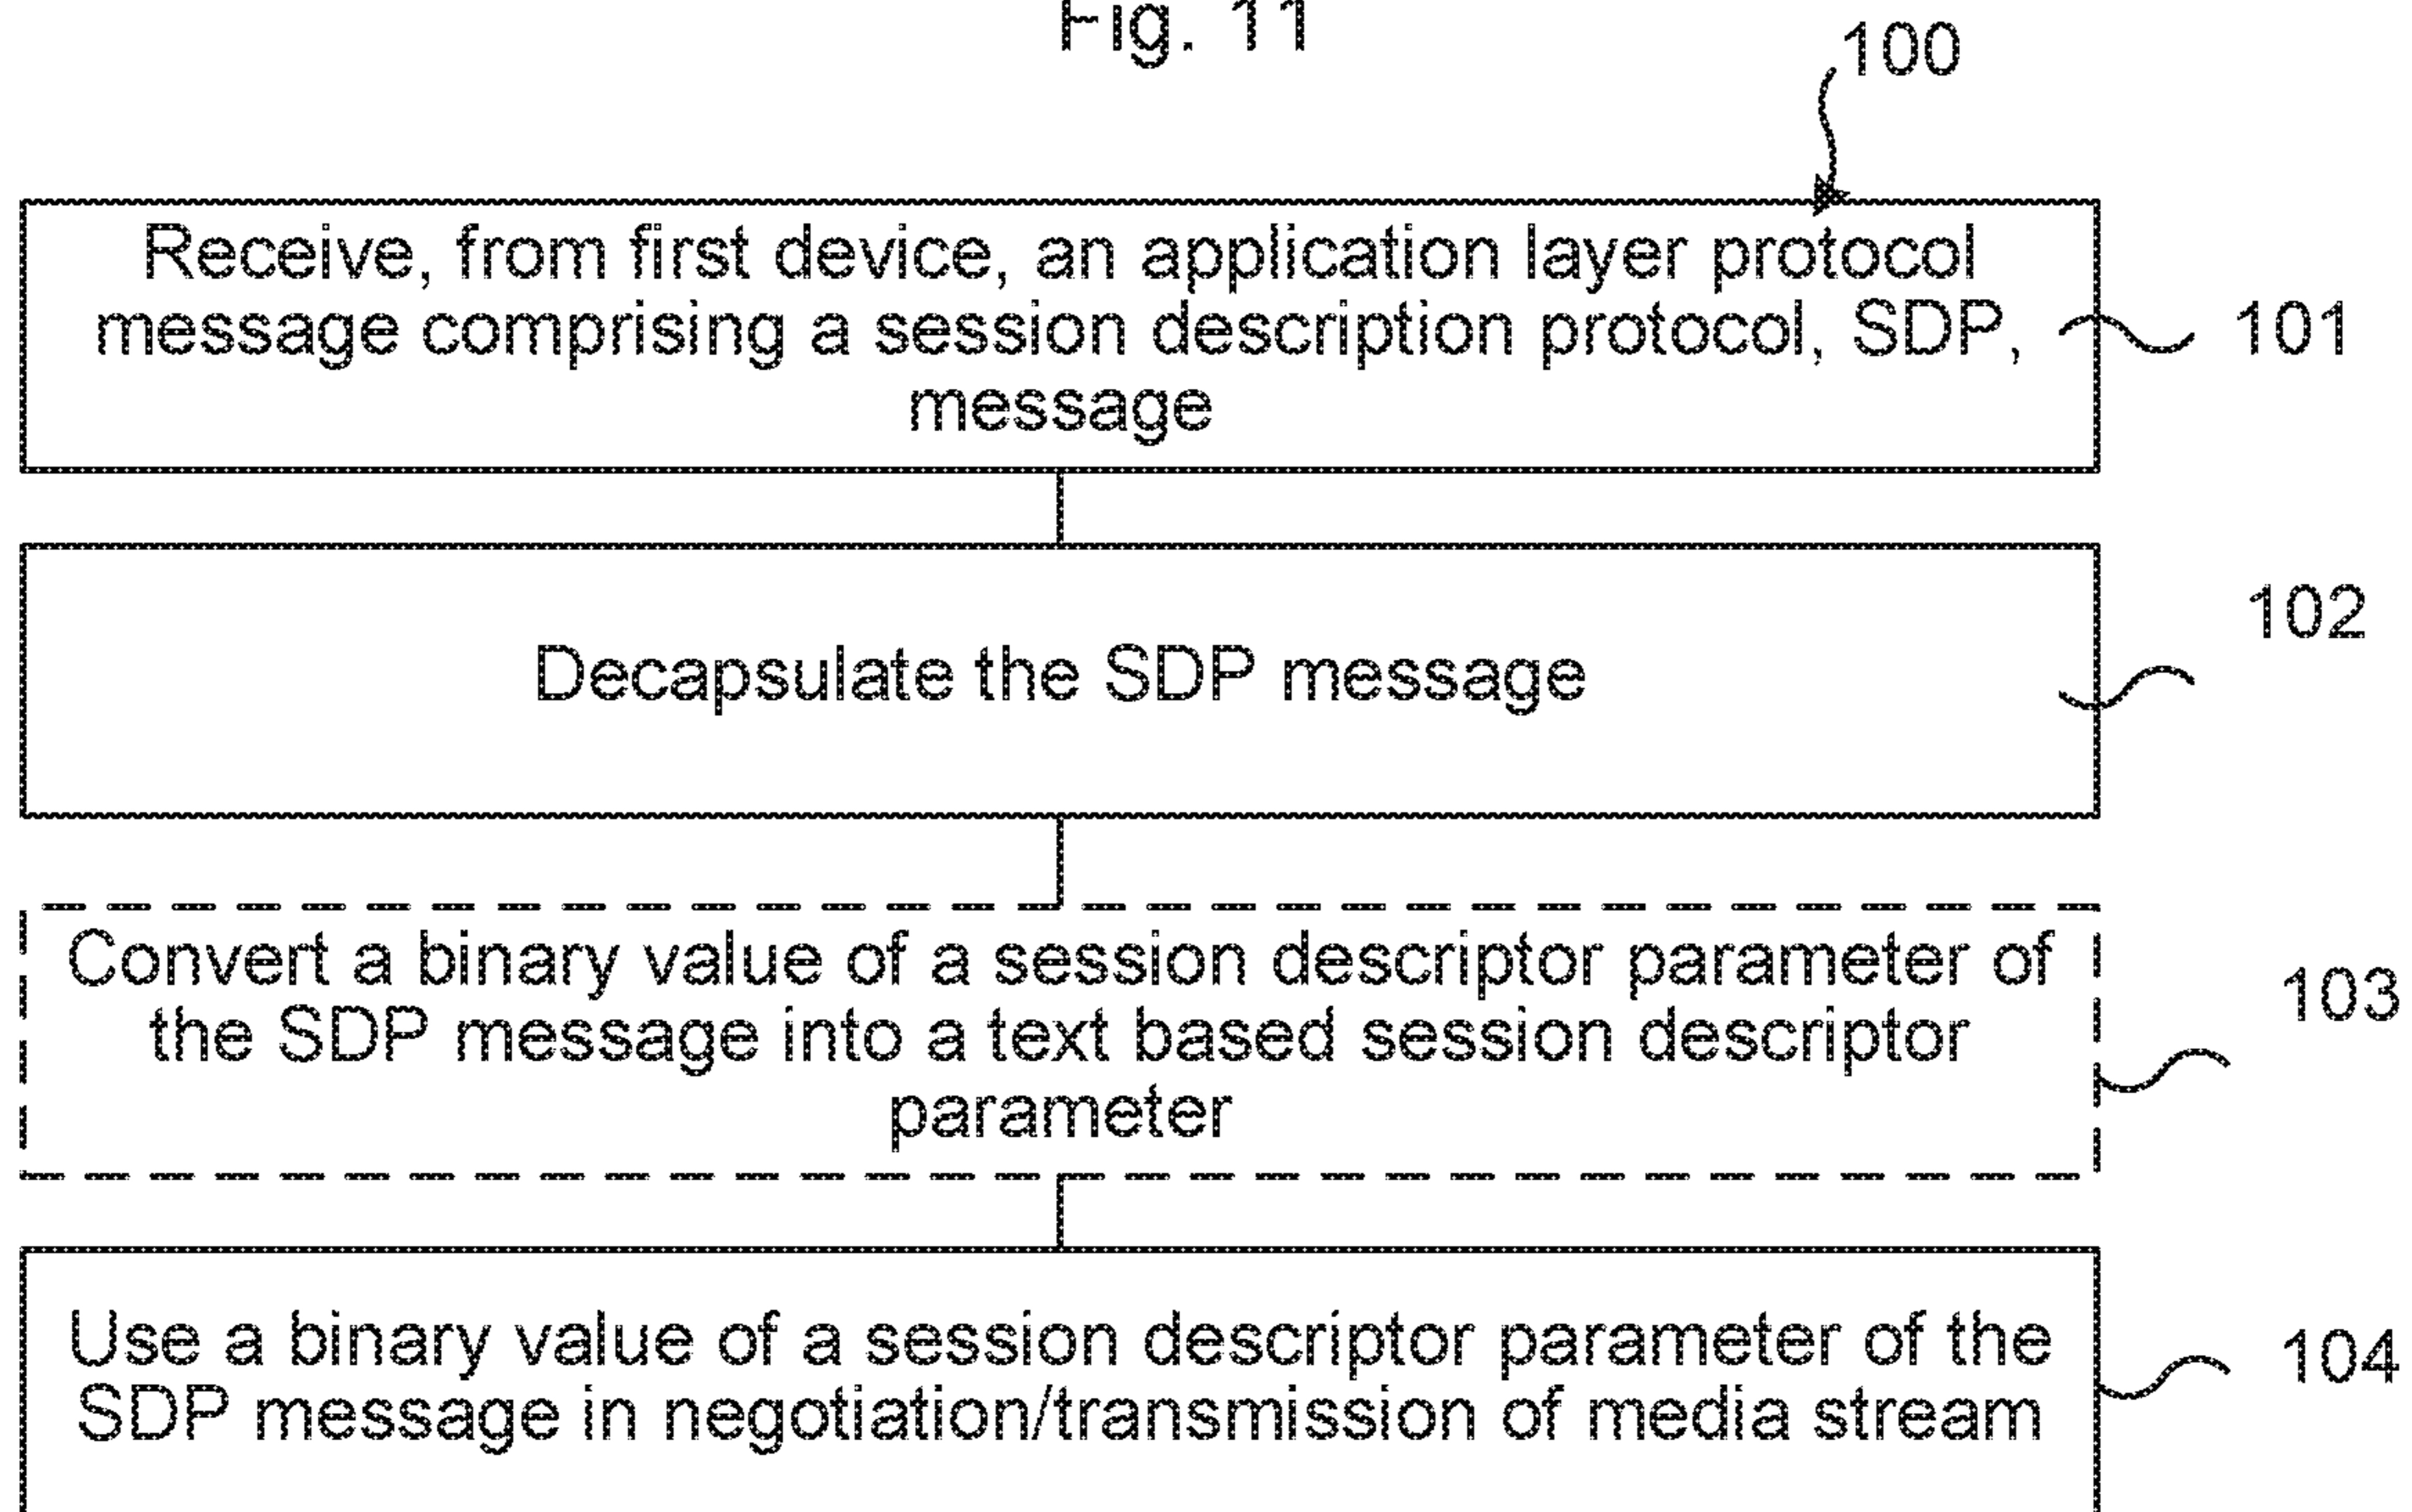 Fig. 11
100
Receive, from first device, an application layer protocol
message comprising a session description protocol, SDP,
message
101
Decapsulate the SDP message
102
Convert a binary value of a session descriptor parameter of
the SDP message into a text based session descriptor
parameter
103
Use a binary value of a session descriptor parameter of the
SDP message in negotiation/transmission of media stream
104